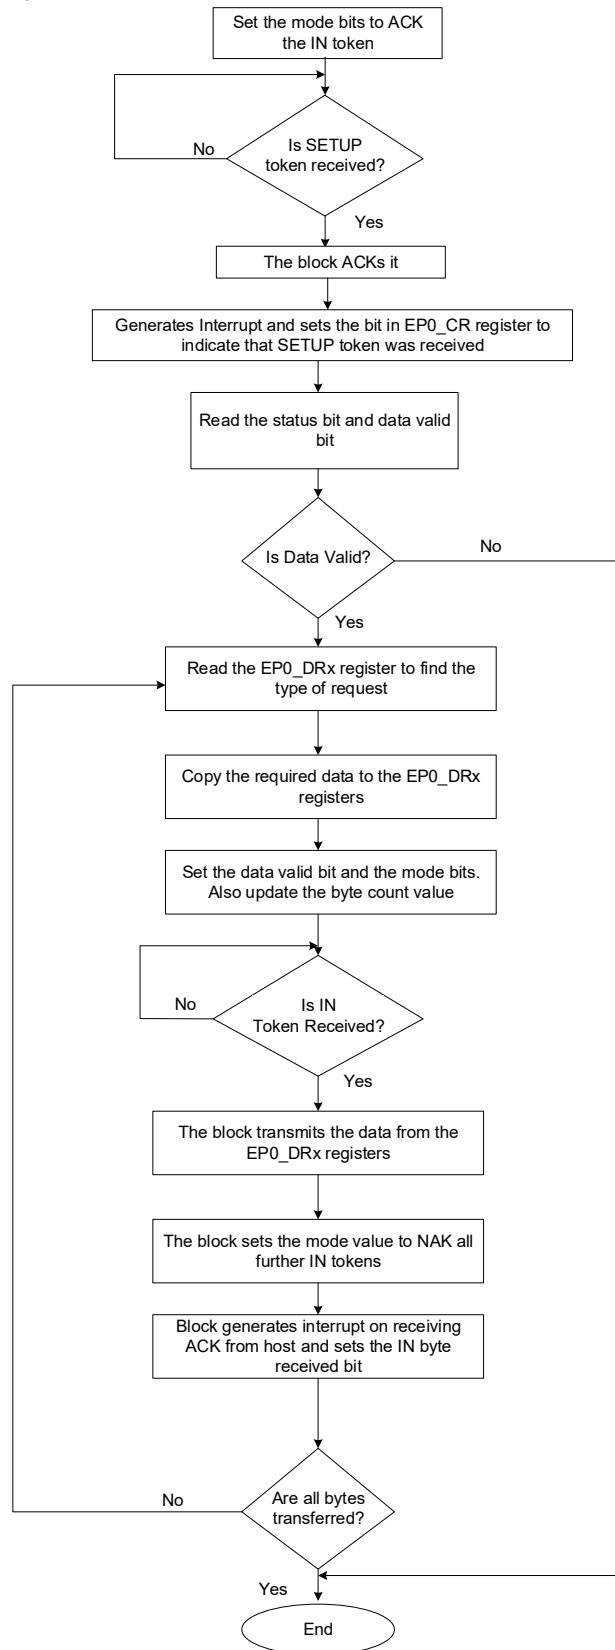 Set the mode bits to ACK
the IN token
Is SETUP
token received?
No
Yes
The block ACKs it
Generates Interrupt and sets the bit in EP0_CR register to
indicate that SETUP token was received
Read the status bit and data valid
bit
Is Data Valid?
No
Yes
Read the EP0_DRx register to find the
type of request
Copy the required data to the EP0_DRx
registers
Set the data valid bit and the mode bits.
Also update the byte count value
Is IN
Token Received?
No
Yes
The block transmits the data from the
EP0_DRx registers
The block sets the mode value to NAK all
further IN tokens
Block generates interrupt on receiving
ACK from host and sets the IN byte
received bit
Are all bytes
transferred?
No
Yes
End